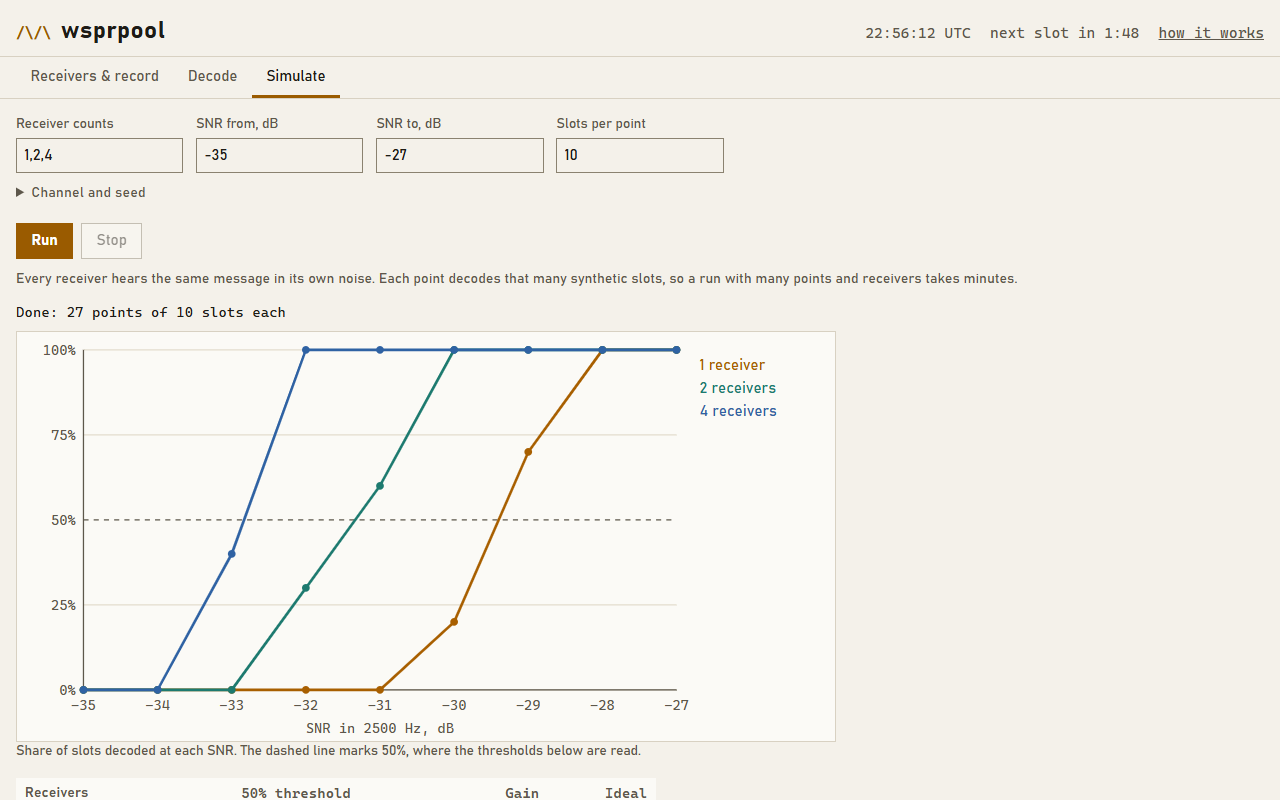 /\/\ wsprpool
22:56:12 UTC next slot in 1:48 how it works
Receivers & record Decode Simulate
Receiver counts SNR from, dB SNR to, dB Slots per point
1,2,4 −35 −27 10
Channel and seed
Run Stop
Every receiver hears the same message in its own noise. Each point decodes that many synthetic slots, so a run with many points and receivers takes minutes.
Done: 27 points of 10 slots each
100%
75%
50%
25%
0%
1 receiver
2 receivers
4 receivers
−35 −34 −33 −32 −31 −30 −29 −28 −27
SNR in 2500 Hz, dB
Share of slots decoded at each SNR. The dashed line marks 50%, where the thresholds below are read.
Receivers 50% threshold Gain Ideal